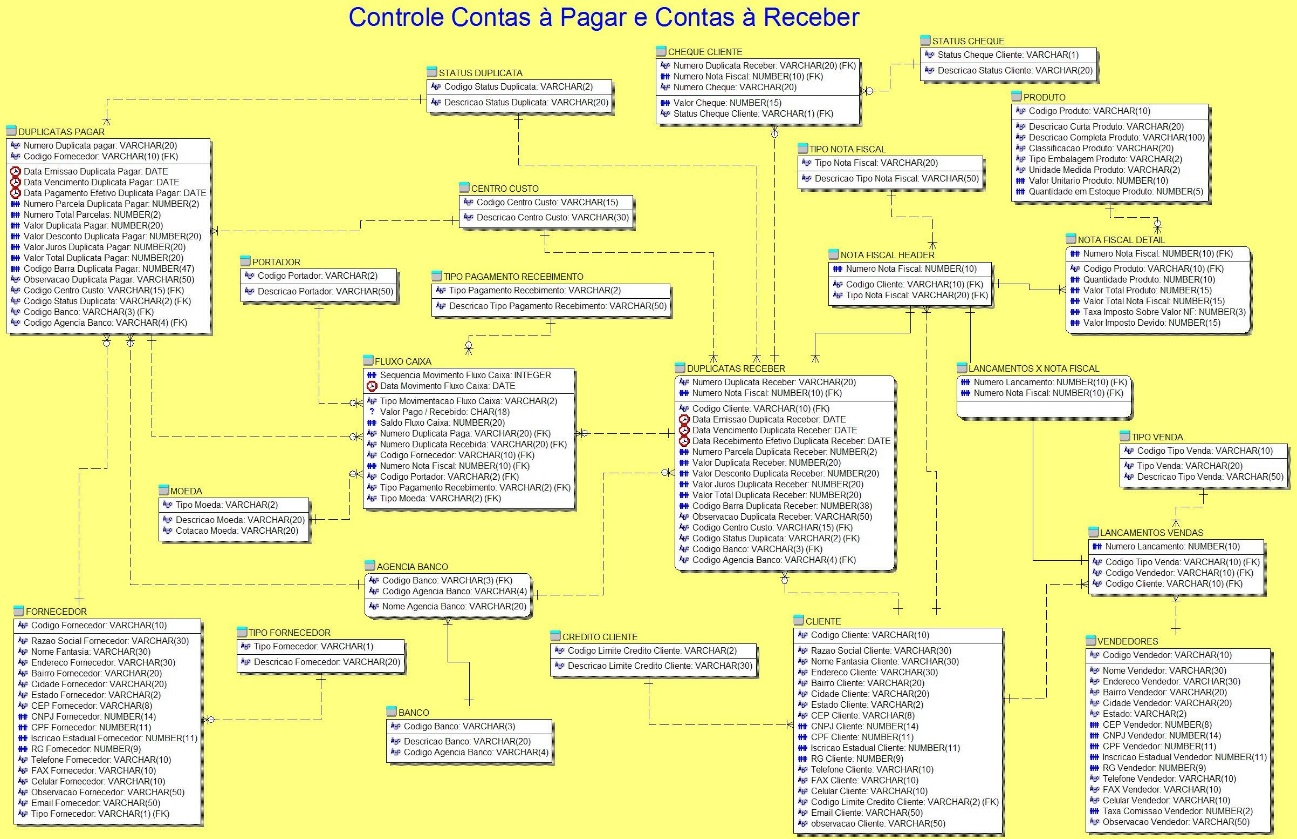 Controle Contas à Pagar e Contas à Receber
STATUS DUPLICATA
Codigo Status Duplicata: VARCHAR(2)
Descricao Status Duplicata: VARCHAR(20)
CHEQUE CLIENTE
Numero Duplicata Receber: VARCHAR(20) (FK)
Numero Nota Fiscal: NUMBER(10) (FK)
Numero Cheque: VARCHAR(20)
Valor Cheque: NUMBER(15)
Status Cheque Cliente: VARCHAR(1) (FK)
STATUS CHEQUE
Status Cheque Cliente: VARCHAR(1)
Descricao Status Cliente: VARCHAR(20)
PRODUTO
Codigo Produto: VARCHAR(10)
Descricao Curta Produto: VARCHAR(20)
Descricao Completa Produto: VARCHAR(100)
Classificacao Produto: VARCHAR(20)
Tipo Embalagem Produto: VARCHAR(2)
Unidade Medida Produto: VARCHAR(2)
Valor Unitario Produto: NUMBER(10)
Quantidade em Estoque Produto: NUMBER(5)
DUPLICATAS PAGAR
Numero Duplicata pagar: VARCHAR(20)
Codigo Fornecedor: VARCHAR(10) (FK)
Data Emissao Duplicata Pagar: DATE
Data Vencimento Duplicata Pagar: DATE
Data Pagamento Efetivo Duplicata Pagar: DATE
Numero Parcela Duplicata Pagar: NUMBER(2)
Numero Total Parcelas: NUMBER(2)
Valor Duplicata Pagar: NUMBER(20)
Valor Desconto Duplicata Pagar: NUMBER(20)
Valor Juros Duplicata Pagar: NUMBER(20)
Valor Total Duplicata Pagar: NUMBER(20)
Codigo Barra Duplicata Pagar: NUMBER(47)
Observacao Duplicata Pagar: VARCHAR(50)
Codigo Centro Custo: VARCHAR(15) (FK)
Codigo Status Duplicata: VARCHAR(2) (FK)
Codigo Banco: VARCHAR(3) (FK)
Codigo Agencia Banco: VARCHAR(4) (FK)
TIPO NOTA FISCAL
Tipo Nota Fiscal: VARCHAR(20)
Descricao Tipo Nota Fiscal: VARCHAR(50)
CENTRO CUSTO
Codigo Centro Custo: VARCHAR(15)
Descricao Centro Custo: VARCHAR(30)
PORTADOR
Codigo Portador: VARCHAR(2)
Descricao Portador: VARCHAR(50)
TIPO PAGAMENTO RECEBIMENTO
Tipo Pagamento Recebimento: VARCHAR(2)
Descricao Tipo Pagamento Recebimento: VARCHAR(50)
NOTA FISCAL HEADER
Numero Nota Fiscal: NUMBER(10)
Codigo Cliente: VARCHAR(10) (FK)
Tipo Nota Fiscal: VARCHAR(20) (FK)
NOTA FISCAL DETAIL
Numero Nota Fiscal: NUMBER(10) (FK)
Codigo Produto: VARCHAR(10) (FK)
Quantidade Produto: NUMBER(10)
Valor Total Produto: NUMBER(15)
Valor Total Nota Fiscal: NUMBER(15)
Taxa Imposto Sobre Valor NF: NUMBER(3)
Valor Imposto Devido: NUMBER(15)
FLUXO CAIXA
Sequencia Movimento Fluxo Caixa: INTEGER
Data Movimento Fluxo Caixa: DATE
Tipo Movimentacao Fluxo Caixa: VARCHAR(2)
? Valor Pago / Recebido: CHAR(18)
Saldo Fluxo Caixa: NUMBER(20)
Numero Duplicata Paga: VARCHAR(20) (FK)
Numero Duplicata Recebida: VARCHAR(20) (FK)
Codigo Fornecedor: VARCHAR(10) (FK)
Numero Nota Fiscal: NUMBER(10) (FK)
Codigo Portador: VARCHAR(2) (FK)
Tipo Pagamento Recebimento: VARCHAR(2) (FK)
Tipo Moeda: VARCHAR(2) (FK)
DUPLICATAS RECEBER
Numero Duplicata Receber: VARCHAR(20)
Numero Nota Fiscal: NUMBER(10) (FK)
Codigo Cliente: VARCHAR(10) (FK)
Data Emissao Duplicata Receber: DATE
Data Vencimento Duplicata Receber: DATE
Data Recebimento Efetivo Duplicata Receber: DATE
Numero Parcela Duplicata Receber: NUMBER(2)
Valor Duplicata Receber: NUMBER(20)
Valor Desconto Duplicata Receber: NUMBER(20)
Valor Juros Duplicata Receber: NUMBER(20)
Valor Total Duplicata Receber: NUMBER(20)
Codigo Barra Duplicata Receber: NUMBER(38)
Observacao Duplicata Receber: VARCHAR(50)
Codigo Centro Custo: VARCHAR(15) (FK)
Codigo Status Duplicata: VARCHAR(2) (FK)
Codigo Banco: VARCHAR(3) (FK)
Codigo Agencia Banco: VARCHAR(4) (FK)
LANCAMENTOS X NOTA FISCAL
Numero Lancamento: NUMBER(10) (FK)
Numero Nota Fiscal: NUMBER(10) (FK)
TIPO VENDA
Codigo Tipo Venda: VARCHAR(10)
Tipo Venda: VARCHAR(20)
Descricao Tipo Venda: VARCHAR(50)
MOEDA
Tipo Moeda: VARCHAR(2)
Descricao Moeda: VARCHAR(20)
Cotacao Moeda: VARCHAR(20)
LANCAMENTOS VENDAS
Numero Lancamento: NUMBER(10)
Codigo Tipo Venda: VARCHAR(10) (FK)
Codigo Vendedor: VARCHAR(10) (FK)
Codigo Cliente: VARCHAR(10) (FK)
AGENCIA BANCO
Codigo Banco: VARCHAR(3) (FK)
Codigo Agencia Banco: VARCHAR(4)
Nome Agencia Banco: VARCHAR(20)
FORNECEDOR
Codigo Fornecedor: VARCHAR(10)
Razao Social Fornecedor: VARCHAR(30)
Nome Fantasia: VARCHAR(30)
Endereco Fornecedor: VARCHAR(30)
Bairro Fornecedor: VARCHAR(20)
Cidade Fornecedor: VARCHAR(20)
Estado Fornecedor: VARCHAR(2)
CEP Fornecedor: VARCHAR(8)
CNPJ Fornecedor: NUMBER(14)
CPF Fornecedor: NUMBER(11)
Iscricao Estadual Fornecedor: NUMBER(11)
RG Fornecedor: NUMBER(9)
Telefone Fornecedor: VARCHAR(10)
FAX Fornecedor: VARCHAR(10)
Celular Fornecedor: VARCHAR(10)
Observacao Fornecedor: VARCHAR(50)
Email Fornecedor: VARCHAR(50)
Tipo Fornecedor: VARCHAR(1) (FK)
TIPO FORNECEDOR
Tipo Fornecedor: VARCHAR(1)
Descricao Fornecedor: VARCHAR(20)
BANCO
Codigo Banco: VARCHAR(3)
Descricao Banco: VARCHAR(20)
Codigo Agencia Banco: VARCHAR(4)
CREDITO CLIENTE
Codigo Limite Credito Cliente: VARCHAR(2)
Descricao Limite Credito Cliente: VARCHAR(30)
CLIENTE
Codigo Cliente: VARCHAR(10)
Razao Social Cliente: VARCHAR(30)
Nome Fantasia Cliente: VARCHAR(30)
Endereco Cliente: VARCHAR(30)
Bairro Cliente: VARCHAR(20)
Cidade Cliente: VARCHAR(20)
Estado Cliente: VARCHAR(2)
CEP Cliente: VARCHAR(8)
CNPJ Cliente: NUMBER(14)
CPF Cliente: NUMBER(11)
Iscricao Estadual Cliente: NUMBER(11)
RG Cliente: NUMBER(9)
Telefone Cliente: VARCHAR(10)
FAX Cliente: VARCHAR(10)
Celular Cliente: VARCHAR(10)
Codigo Limite Credito Cliente: VARCHAR(2) (FK)
Email Cliente: VARCHAR(50)
observacao Cliente: VARCHAR(50)
VENDEDORES
Codigo Vendedor: VARCHAR(10)
Nome Vendedor: VARCHAR(30)
Endereco Vendedor: VARCHAR(30)
Bairro Vendedor: VARCHAR(20)
Cidade Vendedor: VARCHAR(20)
Estado: VARCHAR(2)
CEP Vendedor: NUMBER(8)
CNPJ Vendedor: NUMBER(14)
CPF Vendedor: NUMBER(11)
Inscricao Estadual Vendedor: NUMBER(11)
RG Vendedor: NUMBER(9)
Telefone Vendedor: VARCHAR(10)
FAX Vendedor: VARCHAR(10)
Celular Vendedor: VARCHAR(10)
Taxa Comissao Vendedor: NUMBER(2)
Observacao Vendedor: VARCHAR(50)